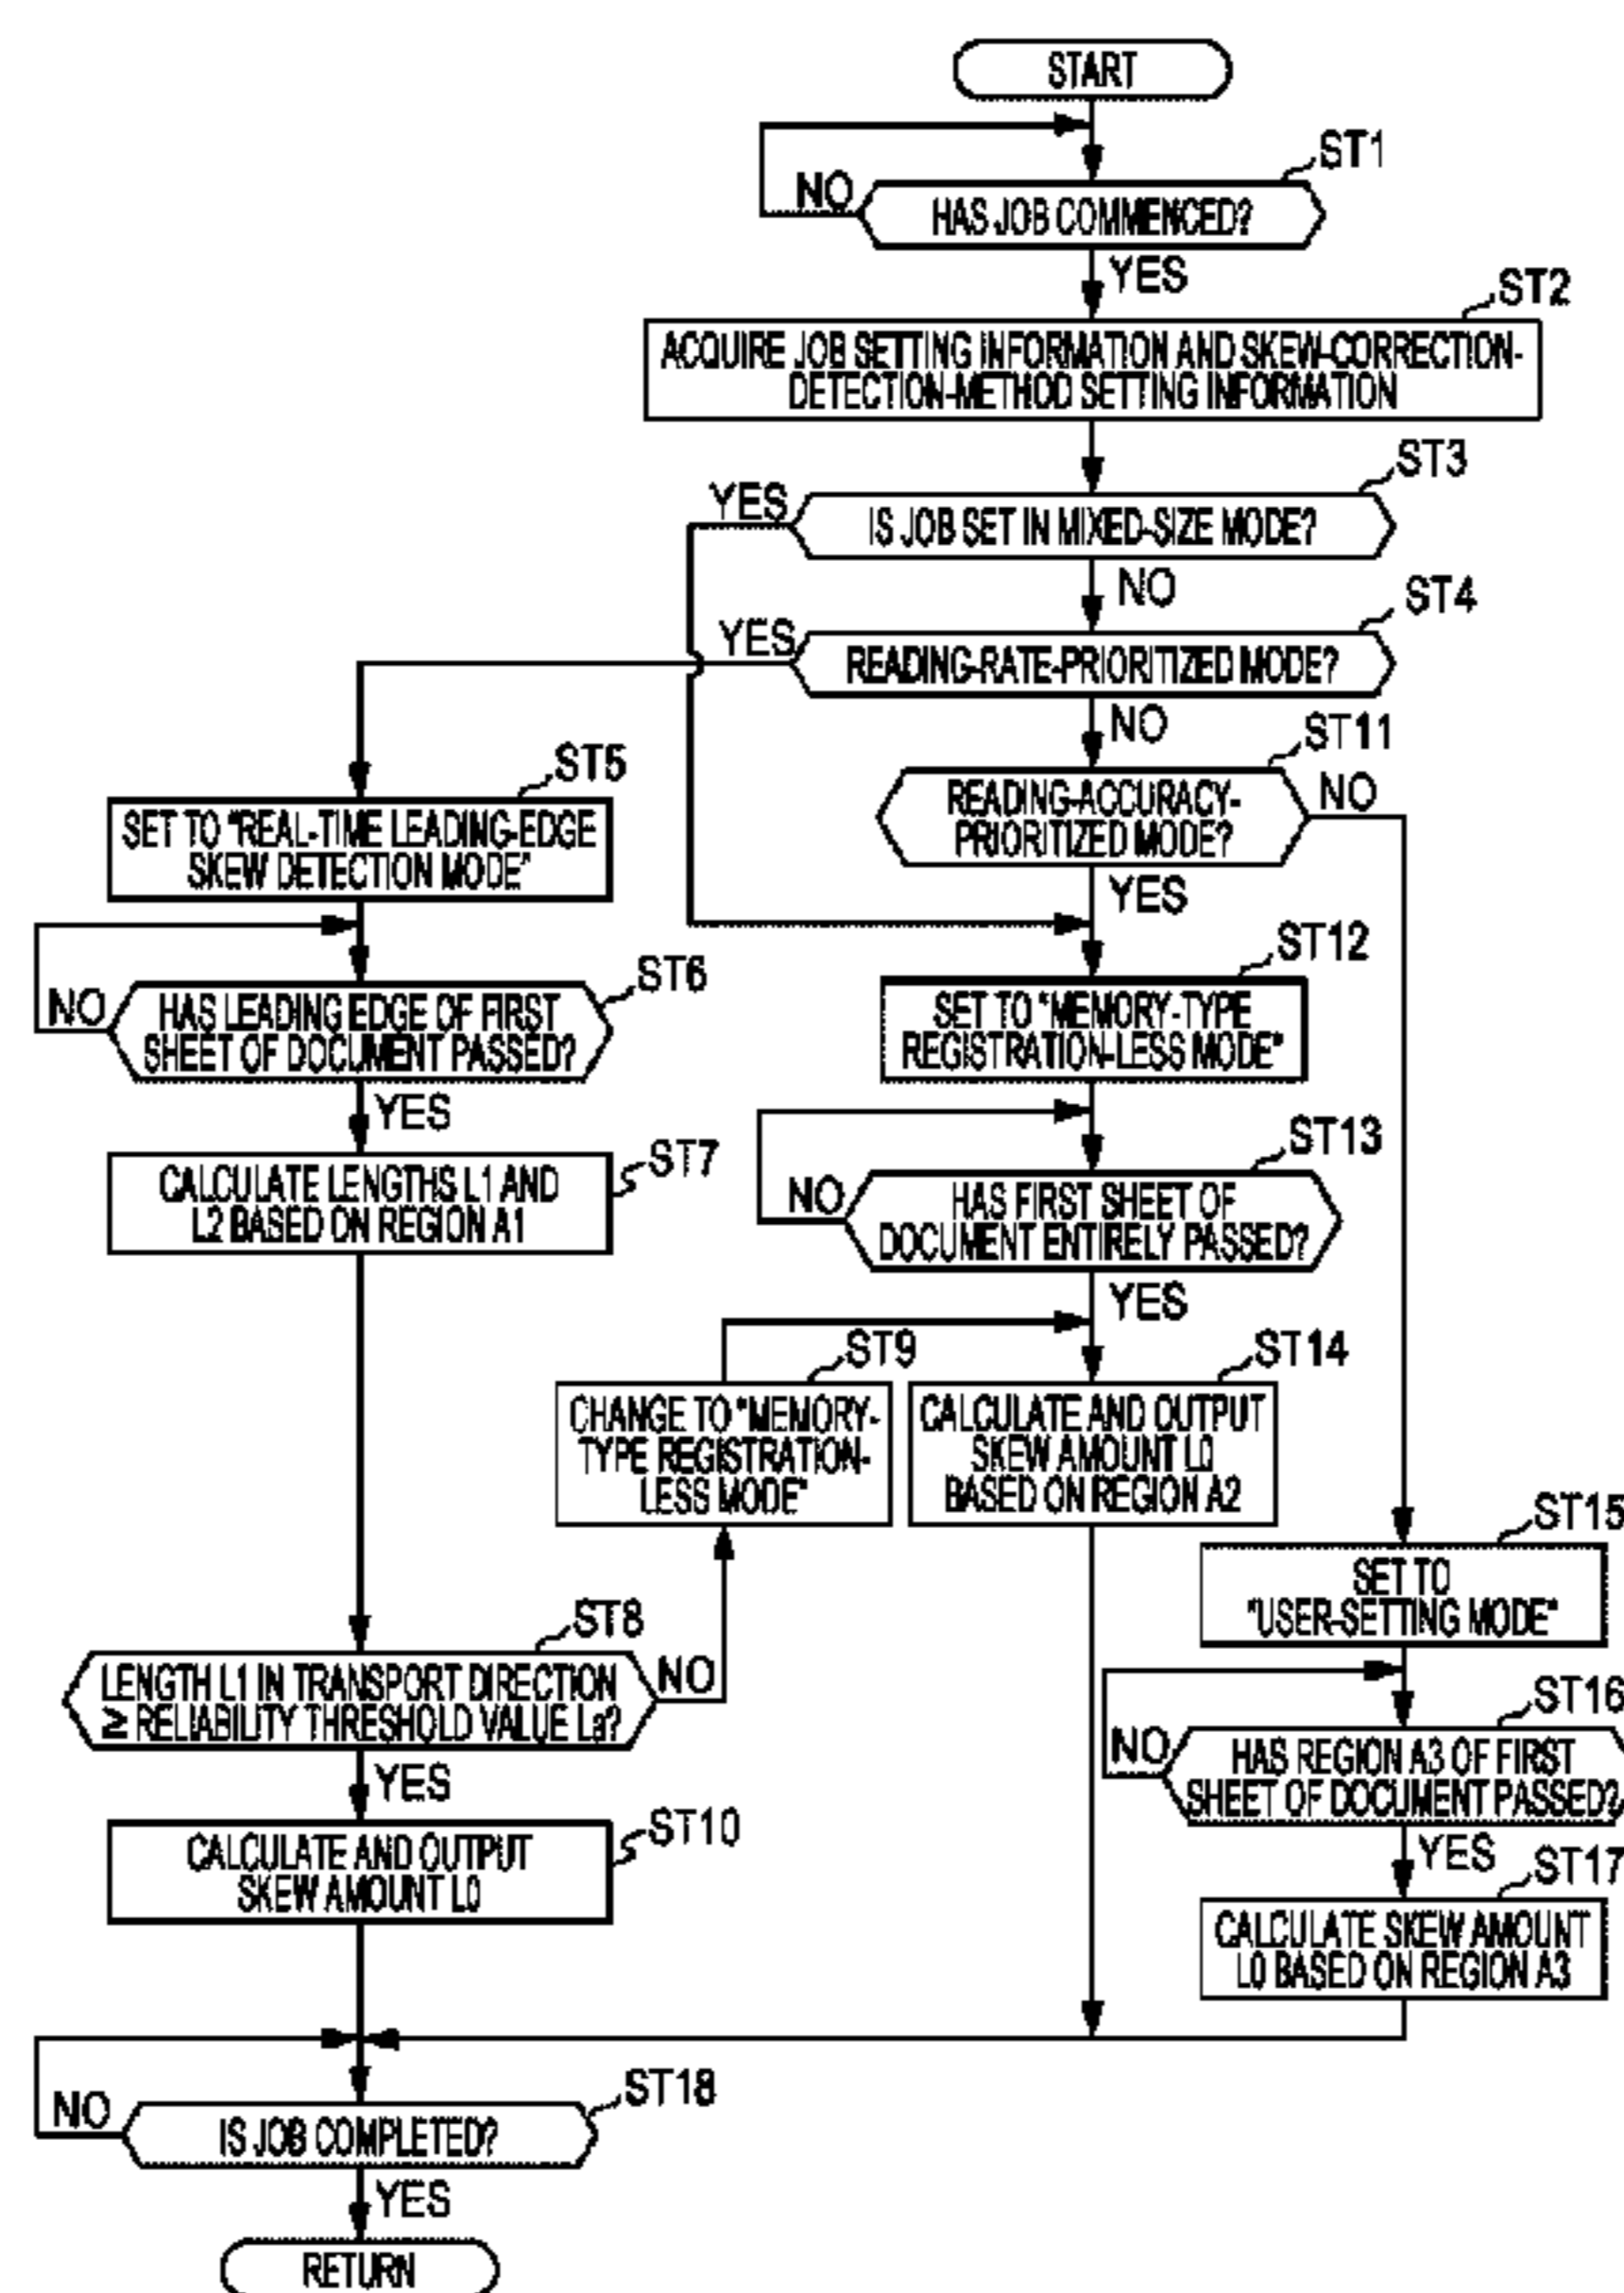 START
ST1
NO
HAS JOB COMMENCED?
YES
ST2
ACQUIRE JOB SETTING INFORMATION AND SKEW-CORRECTION-
DETECTION-METHOD SETTING INFORMATION
ST3
YES
IS JOB SET IN MIXED-SIZE MODE?
NO
ST4
YES
READING-RATE-PRIORITIZED MODE?
NO
ST11
READING-ACCURACY-
PRIORITIZED MODE?
NO
YES
ST5
SET TO "REAL-TIME LEADING-EDGE
SKEW DETECTION MODE"
ST6
NO
HAS LEADING EDGE OF FIRST
SHEET OF DOCUMENT PASSED?
YES
ST7
CALCULATE LENGTHS L1 AND
L2 BASED ON REGION A1
ST12
SET TO "MEMORY-TYPE
REGISTRATION-LESS MODE"
ST13
NO
HAS FIRST SHEET OF
DOCUMENT ENTIRELY PASSED?
YES
ST9
CHANGE TO "MEMORY-
TYPE REGISTRATION-
LESS MODE"
ST14
CALCULATE AND OUTPUT
SKEW AMOUNT L0
BASED ON REGION A2
ST15
SET TO
"USER-SETTING MODE"
ST8
LENGTH L1 IN TRANSPORT DIRECTION
≥ RELIABILITY THRESHOLD VALUE La?
NO
YES
ST16
NO
HAS REGION A3 OF FIRST
SHEET OF DOCUMENT PASSED?
YES
ST10
CALCULATE AND OUTPUT
SKEW AMOUNT L0
ST17
CALCULATE SKEW AMOUNT
L0 BASED ON REGION A3
ST18
NO
IS JOB COMPLETED?
YES
RETURN